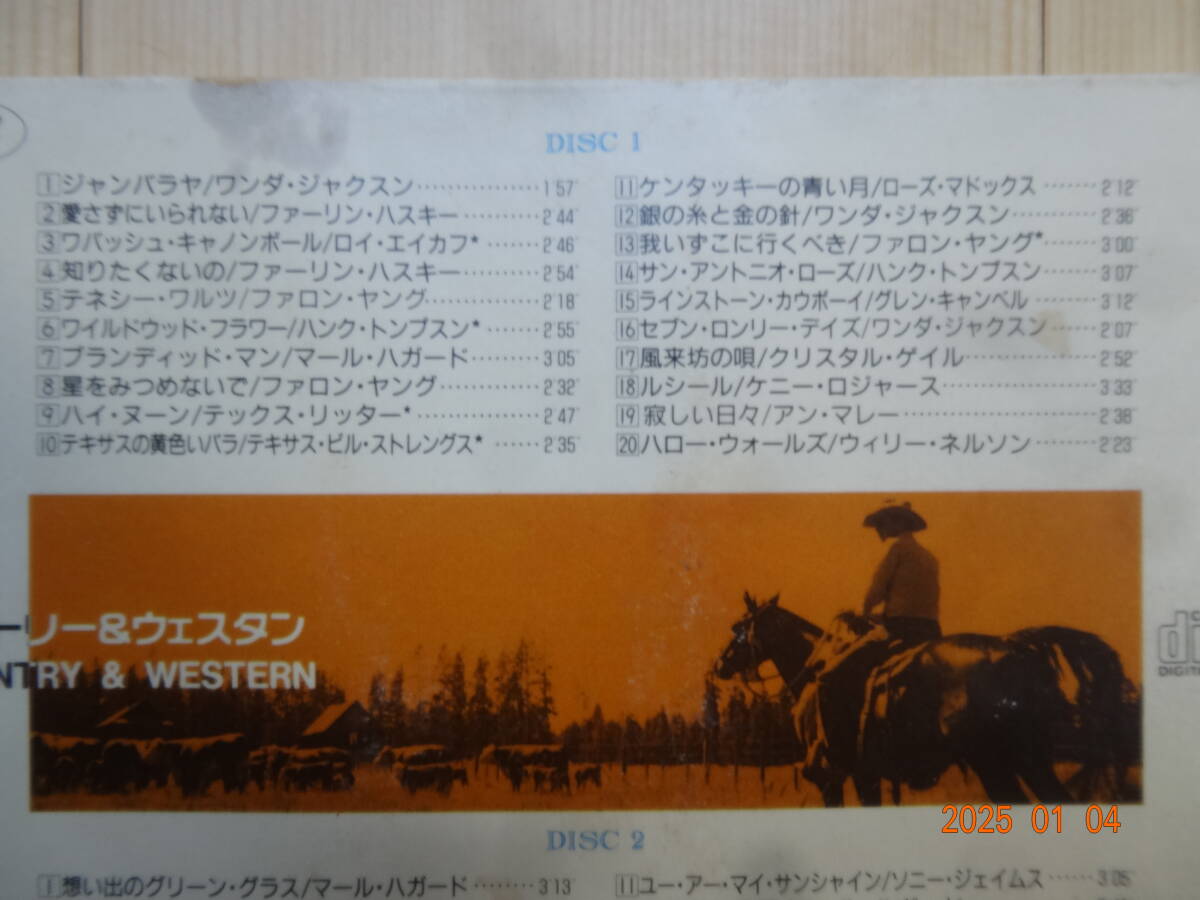 DISC 1
1 ジャンバラヤ/ワンダ・ジャクスン 1'57"
2 愛さずにいられない/ファーリン・ハスキー 2'44"
3 ワバッシュ・キャノンボール/ロイ・エイカフ* 2'46"
4 知りたくないの/ファーリン・ハスキー 2'54"
5 テネシー・ワルツ/ファロン・ヤング 2'18"
6 ワイルドウッド・フラワー/ハンク・トンプスン* 2'55"
7 ブランディッド・マン/マール・ハガード 3'05"
8 星をみつめないで/ファロン・ヤング 2'32"
9 ハイ・ヌーン/テックス・リッター* 2'47"
10 テキサスの黄色いバラ/テキサス・ビル・ストレングス* 2'35"
11 ケンタッキーの青い月/ローズ・マドックス 2'12"
12 銀の糸と金の針/ワンダ・ジャクスン 2'36"
13 我いずこに行くべき/ファロン・ヤング* 3'00"
14 サン・アントニオ・ローズ/ハンク・トンプスン 3'07"
15 ラインストーン・カウボーイ/グレン・キャンベル 3'12"
16 セブン・ロンリー・デイズ/ワンダ・ジャクスン 2'07"
17 風来坊の唄/クリスタル・ゲイル 2'52"
18 ルシール/ケニー・ロジャース 3'33"
19 寂しい日々/アン・マレー 2'38"
20 ハロー・ウォールズ/ウィリー・ネルソン 2'23"
ーリー&ウェスタン
NTRY & WESTERN
di
DIGIT
2025 01 04
DISC 2
1 想い出のグリーン・グラス/マール・ハガード 3'13"
11 ユー・アー・マイ・サンシャイン/ソニー・ジェイムス 3'05"